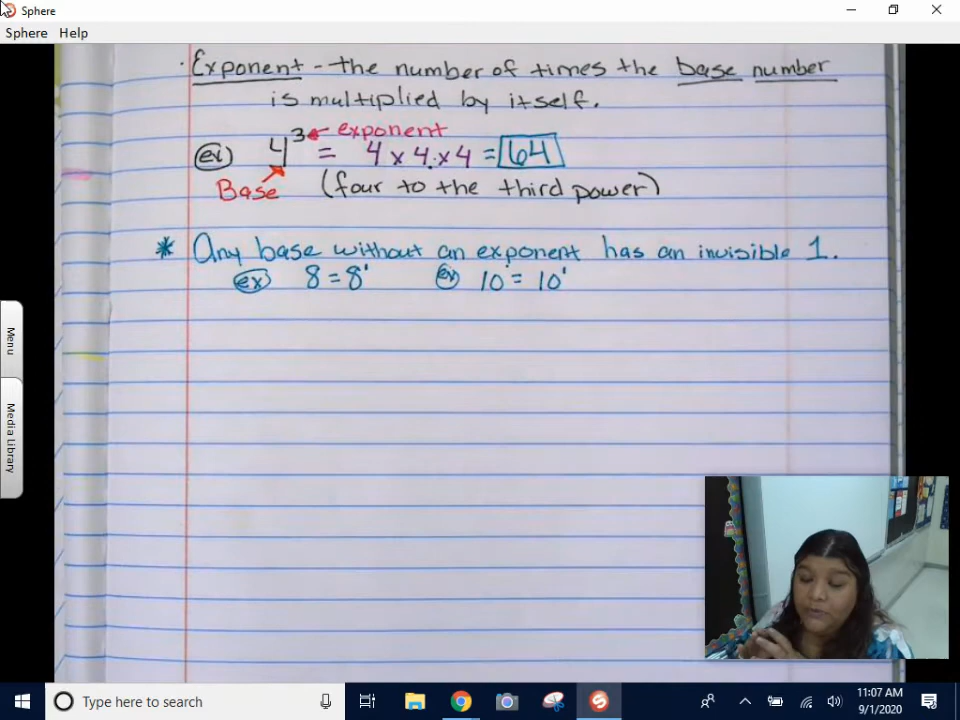 Sphere
Sphere Help
· Exponent - the number of times the base number
is multiplied by itself.
ex) 4³ ← exponent = 4 x 4 x 4 = 64
Base (four to the third power)
* Any base without an exponent has an invisible 1.
ex) 8 = 8¹ ex) 10 = 10¹
Menu
Media Library
Type here to search
11:07 AM
9/1/2020